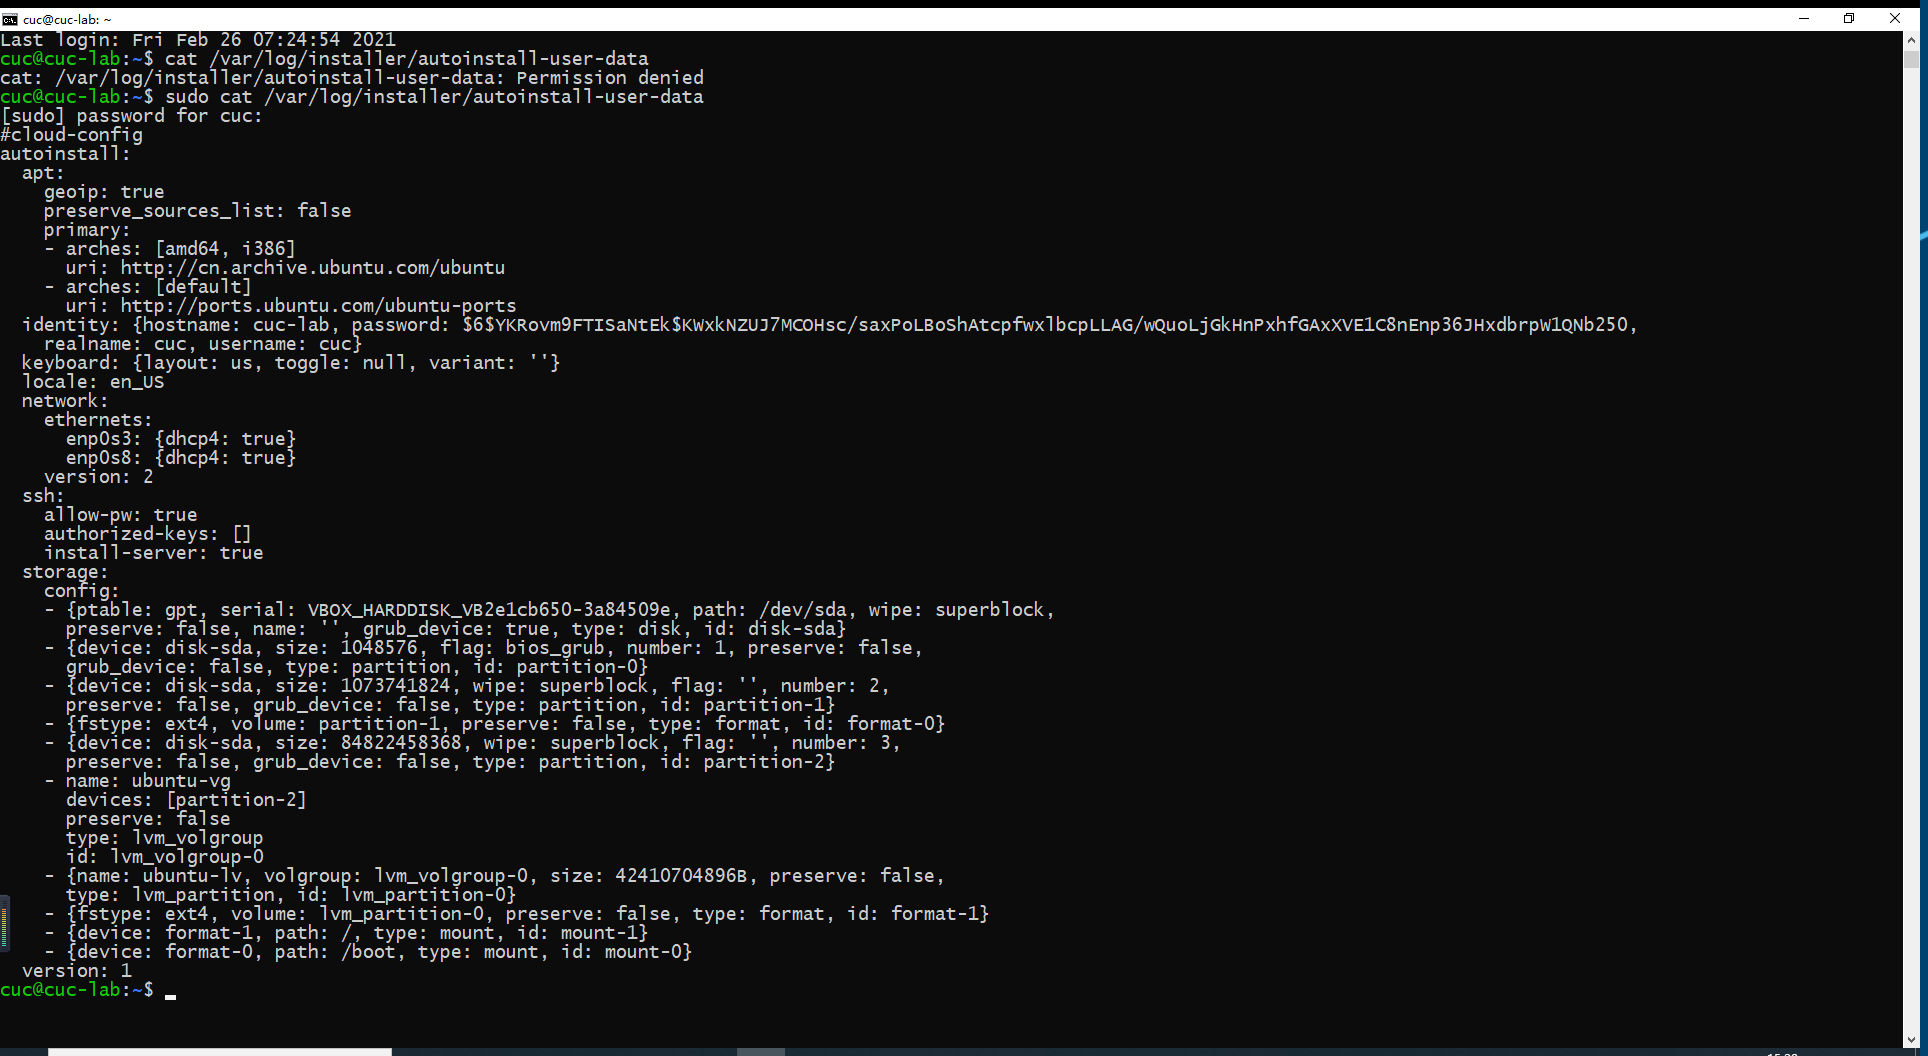 cuc@cuc-lab: ~
Last login: Fri Feb 26 07:24:54 2021
cuc@cuc-lab:~$ cat /var/log/installer/autoinstall-user-data
cat: /var/log/installer/autoinstall-user-data: Permission denied
cuc@cuc-lab:~$ sudo cat /var/log/installer/autoinstall-user-data
[sudo] password for cuc:
#cloud-config
autoinstall:
  apt:
    geoip: true
    preserve_sources_list: false
    primary:
    - arches: [amd64, i386]
      uri: http://cn.archive.ubuntu.com/ubuntu
    - arches: [default]
      uri: http://ports.ubuntu.com/ubuntu-ports
  identity: {hostname: cuc-lab, password: $6$YKRovm9FTISaNtEk$KWxkNZUJ7MCOHsc/saxPoLBoShAtcpfwxlbcpLLAG/wQuoLjGkHnPxhfGAxXVE1C8nEnp36JHxdbrpW1QNb250,
    realname: cuc, username: cuc}
  keyboard: {layout: us, toggle: null, variant: ''}
  locale: en_US
  network:
    ethernets:
      enp0s3: {dhcp4: true}
      enp0s8: {dhcp4: true}
    version: 2
  ssh:
    allow-pw: true
    authorized-keys: []
    install-server: true
  storage:
    config:
    - {ptable: gpt, serial: VBOX_HARDDISK_VB2e1cb650-3a84509e, path: /dev/sda, wipe: superblock,
      preserve: false, name: '', grub_device: true, type: disk, id: disk-sda}
    - {device: disk-sda, size: 1048576, flag: bios_grub, number: 1, preserve: false,
      grub_device: false, type: partition, id: partition-0}
    - {device: disk-sda, size: 1073741824, wipe: superblock, flag: '', number: 2,
      preserve: false, grub_device: false, type: partition, id: partition-1}
    - {fstype: ext4, volume: partition-1, preserve: false, type: format, id: format-0}
    - {device: disk-sda, size: 84822458368, wipe: superblock, flag: '', number: 3,
      preserve: false, grub_device: false, type: partition, id: partition-2}
    - name: ubuntu-vg
      devices: [partition-2]
      preserve: false
      type: lvm_volgroup
      id: lvm_volgroup-0
    - {name: ubuntu-lv, volgroup: lvm_volgroup-0, size: 42410704896B, preserve: false,
      type: lvm_partition, id: lvm_partition-0}
    - {fstype: ext4, volume: lvm_partition-0, preserve: false, type: format, id: format-1}
    - {device: format-1, path: /, type: mount, id: mount-1}
    - {device: format-0, path: /boot, type: mount, id: mount-0}
  version: 1
cuc@cuc-lab:~$